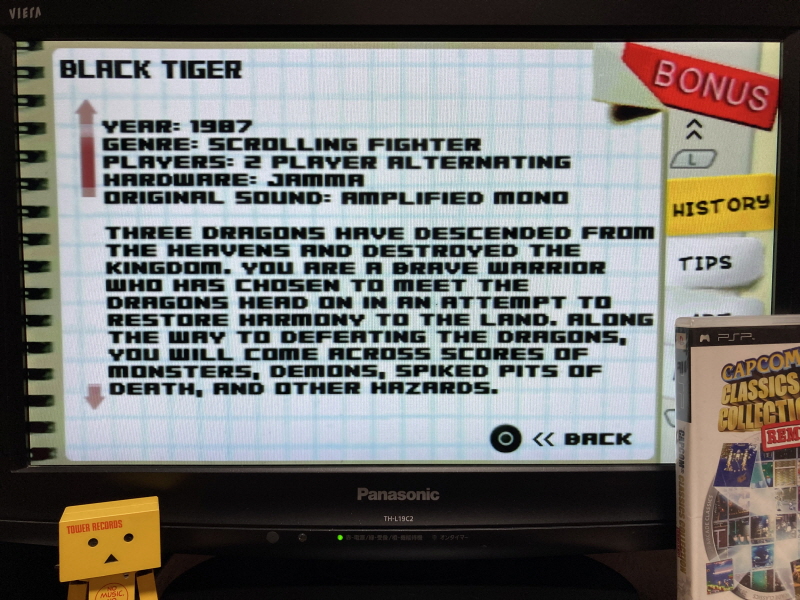 VIERA
BLACK TIGER
BONUS
YEAR: 1987
GENRE: SCROLLING FIGHTER
PLAYERS: 2 PLAYER ALTERNATING
HARDWARE: JAMMA
ORIGINAL SOUND: AMPLIFIED MONO
L
HISTORY
TIPS
THREE DRAGONS HAVE DESCENDED FROM
THE HEAVENS AND DESTROYED THE
KINGDOM. YOU ARE A BRAVE WARRIOR
WHO HAS CHOSEN TO MEET THE
DRAGONS HEAD ON IN AN ATTEMPT TO
RESTORE HARMONY TO THE LAND. ALONG
THE WAY TO DEFEATING THE DRAGONS,
YOU WILL COME ACROSS SCORES OF
MONSTERS, DEMONS, SPIKED PITS OF
DEATH, AND OTHER HAZARDS.
<< BACK
PSP
CAPCOM
CLASSICS
COLLECTIO
REM
Panasonic
TH-L19C2
TOWER RECORDS
NO
MUSIC